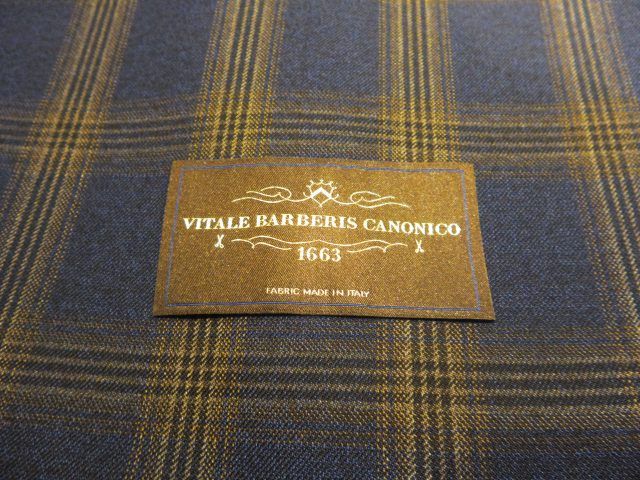 VITALE BARBERIS CANONICO
1663
FABRIC MADE IN ITALY